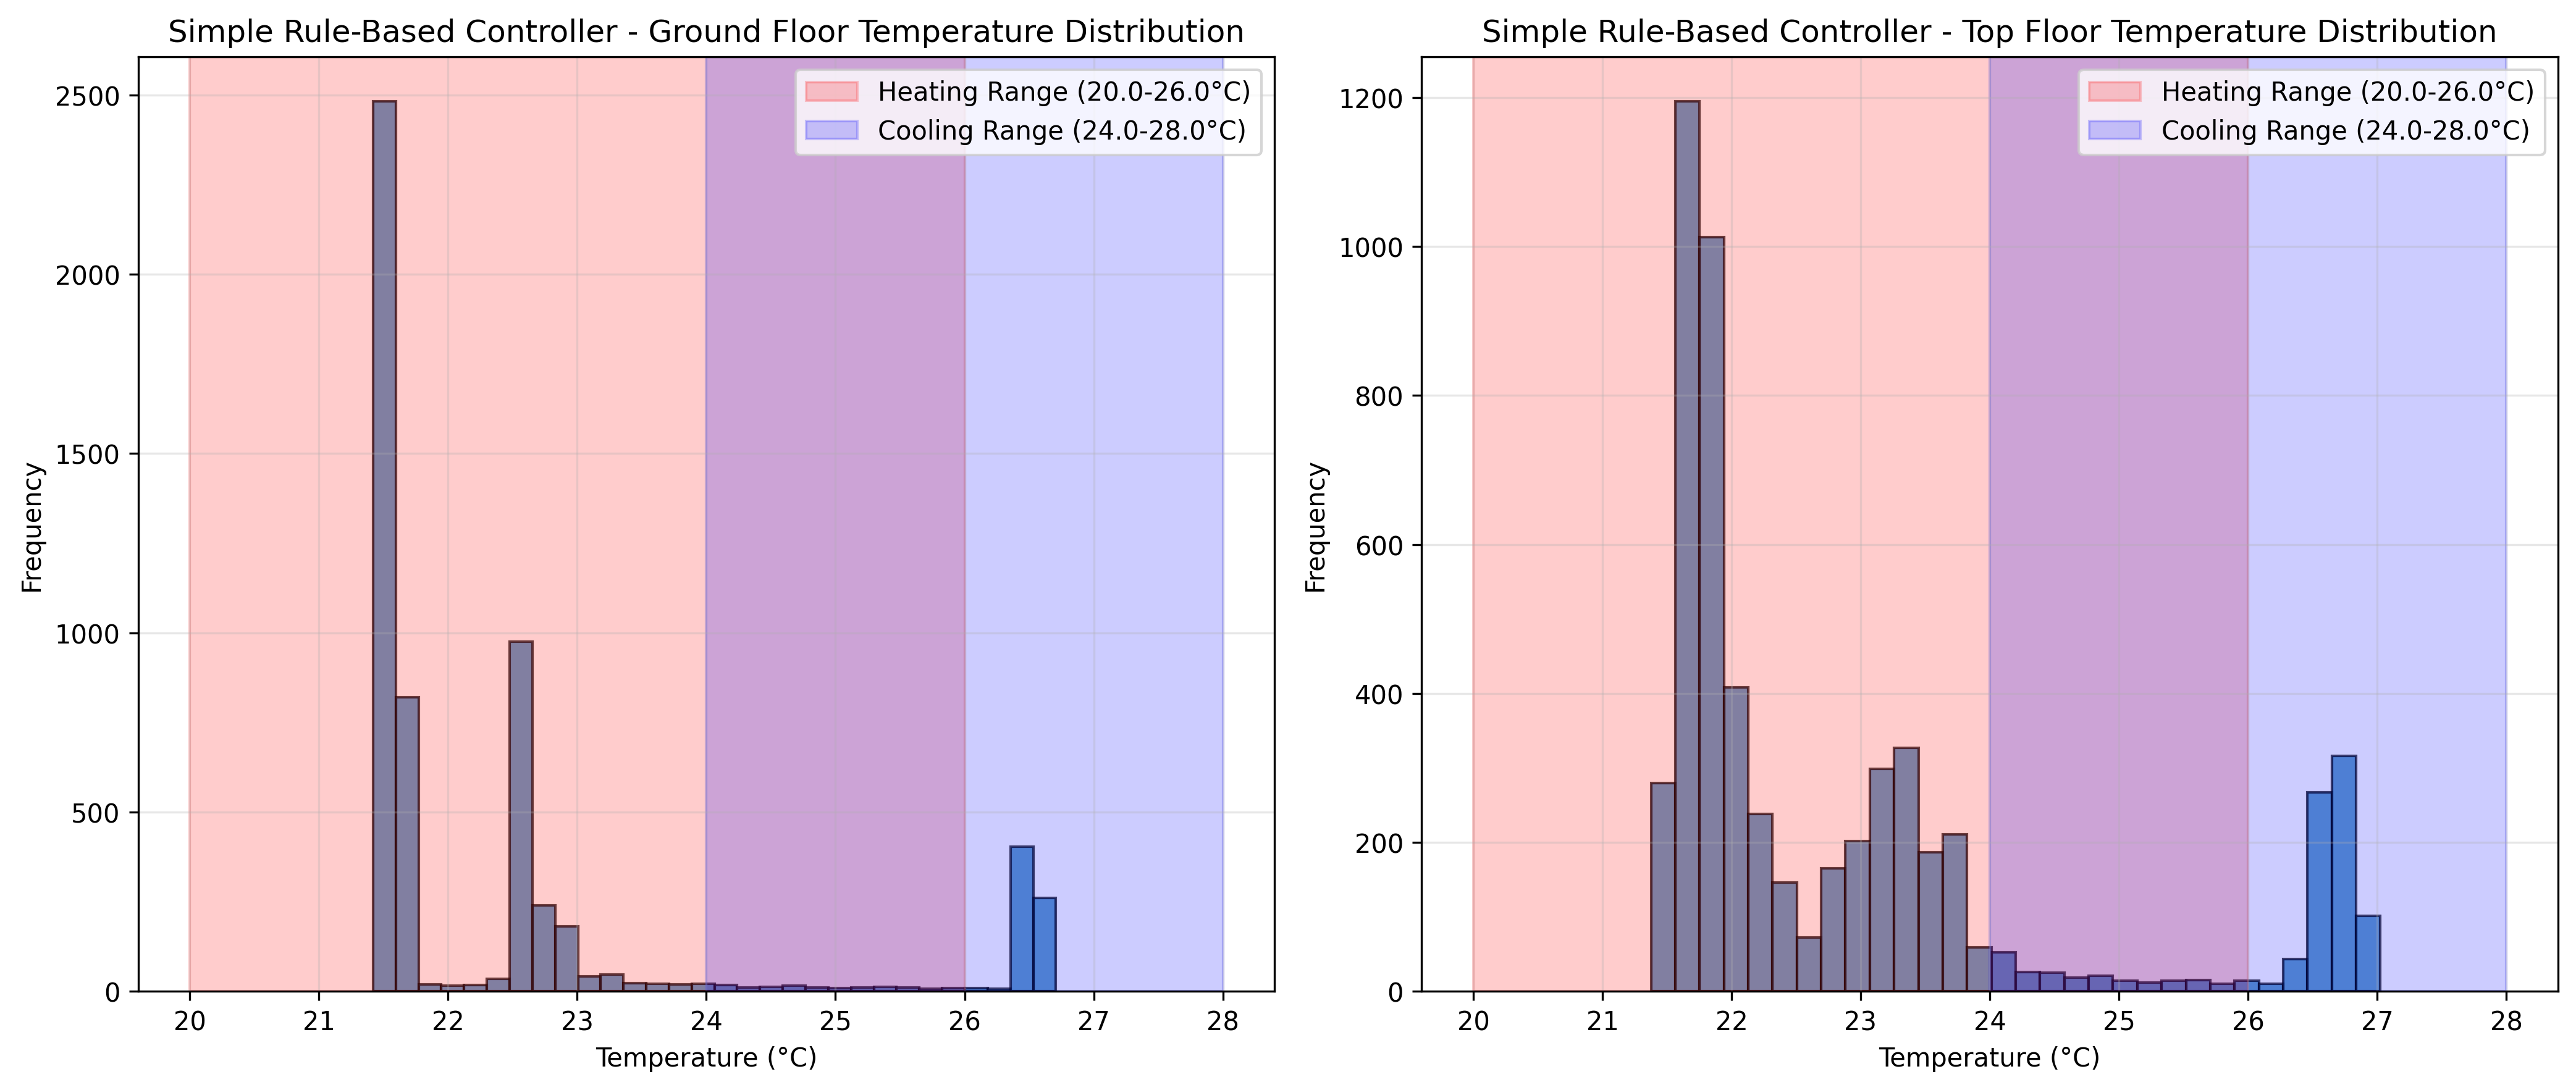 Simple Rule-Based Controller - Ground Floor Temperature Distribution
Heating Range (20.0-26.0°C)
Cooling Range (24.0-28.0°C)
2500
2000
1500
1000
500
0
Frequency
20 21 22 23 24 25 26 27 28
Temperature (°C)
Simple Rule-Based Controller - Top Floor Temperature Distribution
Heating Range (20.0-26.0°C)
Cooling Range (24.0-28.0°C)
1200
1000
800
600
400
200
0
Frequency
20 21 22 23 24 25 26 27 28
Temperature (°C)